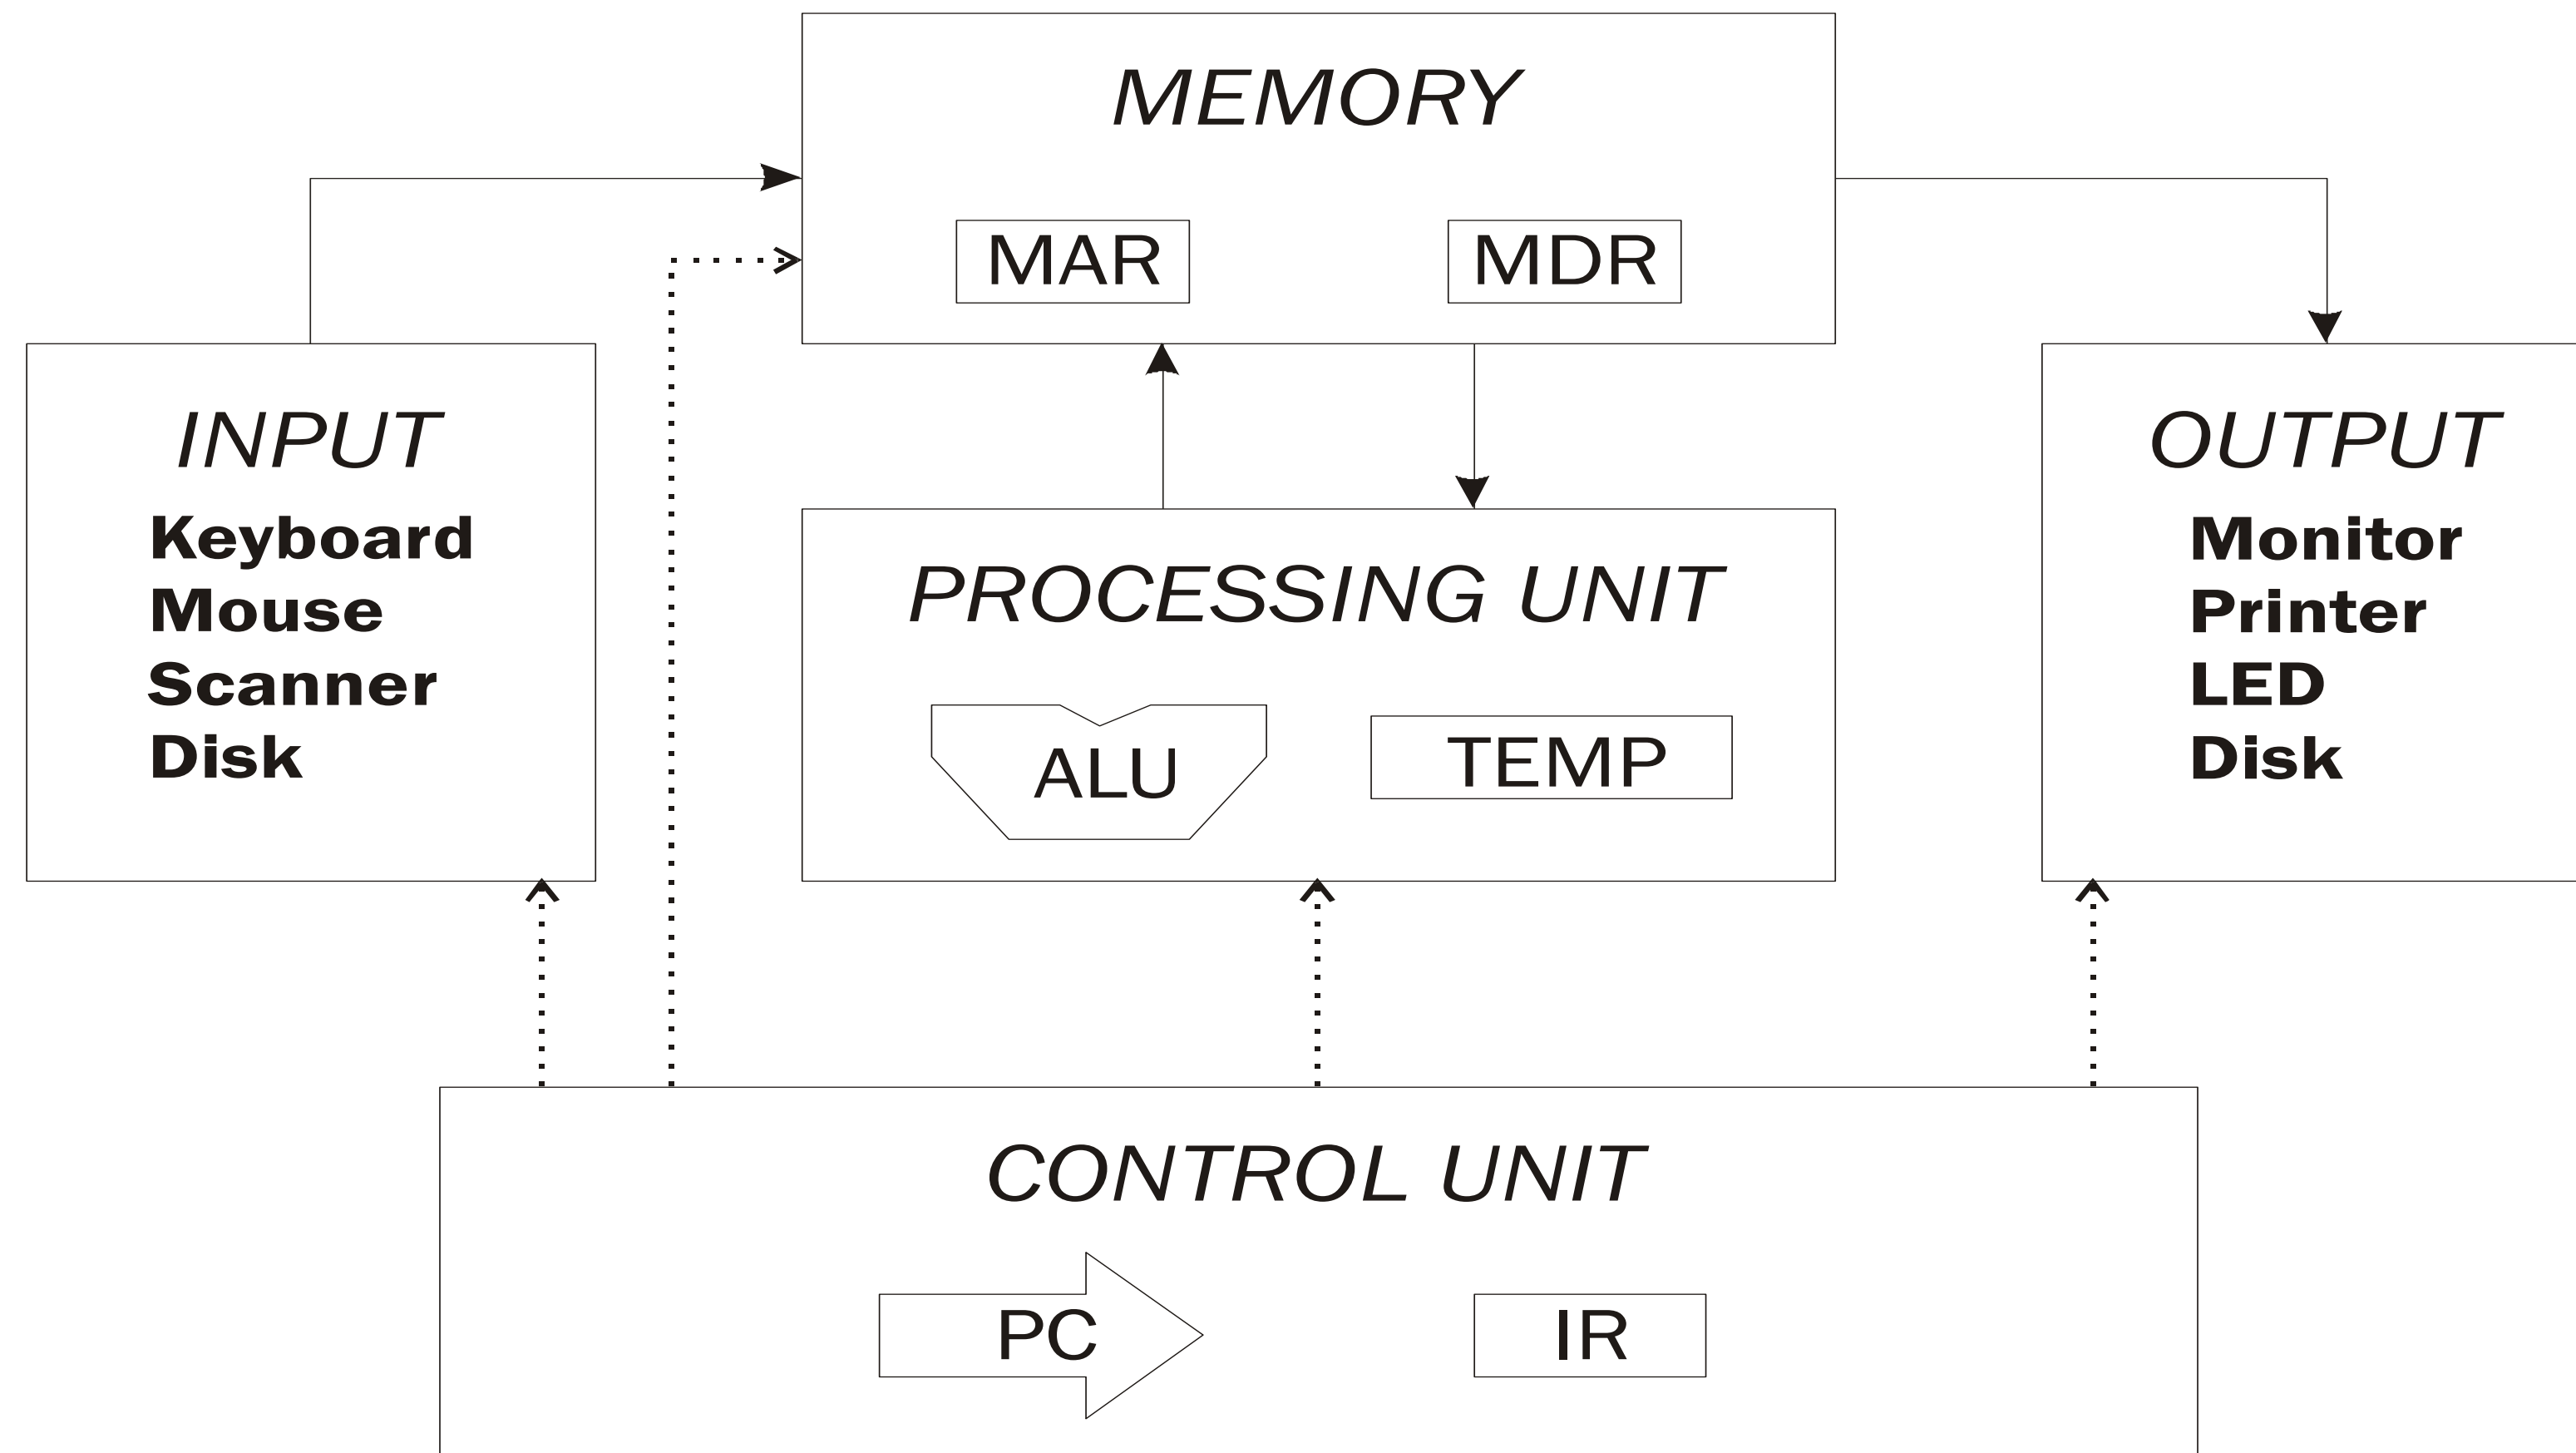 MEMORY
MAR
MDR
INPUT
Keyboard
Mouse
Scanner
Disk
PROCESSING UNIT
ALU
TEMP
OUTPUT
Monitor
Printer
LED
Disk
CONTROL UNIT
PC
IR